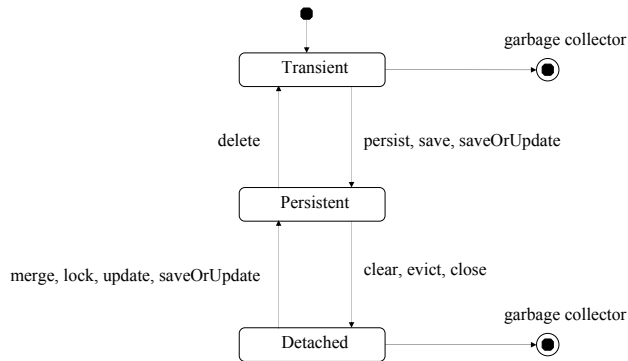 garbage collector
Transient
delete
persist, save, saveOrUpdate
Persistent
merge, lock, update, saveOrUpdate
clear, evict, close
garbage collector
Detached